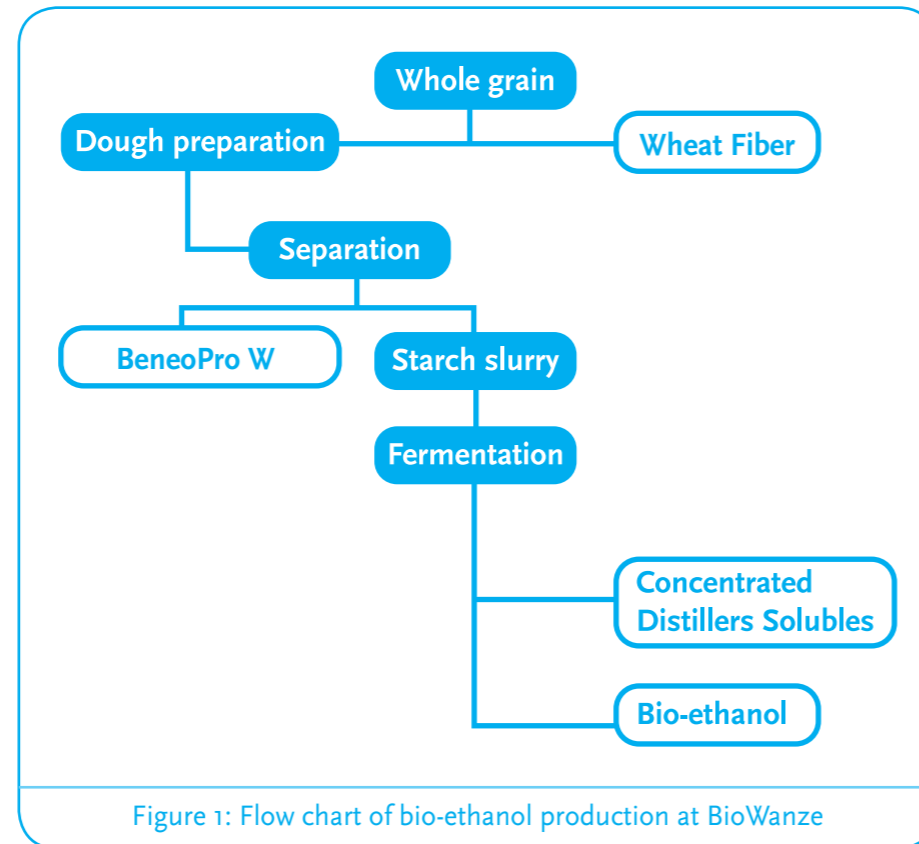 Whole grain
Dough preparation
Wheat Fiber
Separation
BeneoPro W
Starch slurry
Fermentation
Concentrated
Distillers Solubles
Bio-ethanol
Figure 1: Flow chart of bio-ethanol production at BioWanze